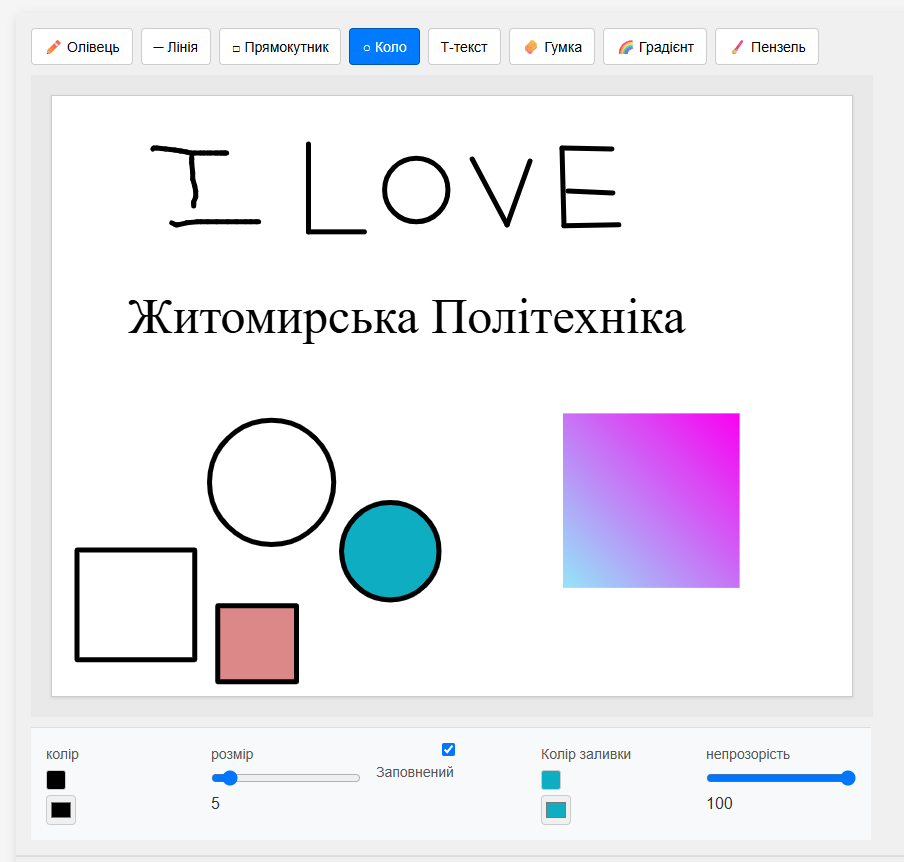 Олівець Лінія Прямокутник Коло T-текст Гумка Градієнт Пензель
I LOVE
Житомирська Політехніка
колір розмір Заповнений Колір заливки непрозорість
5 100